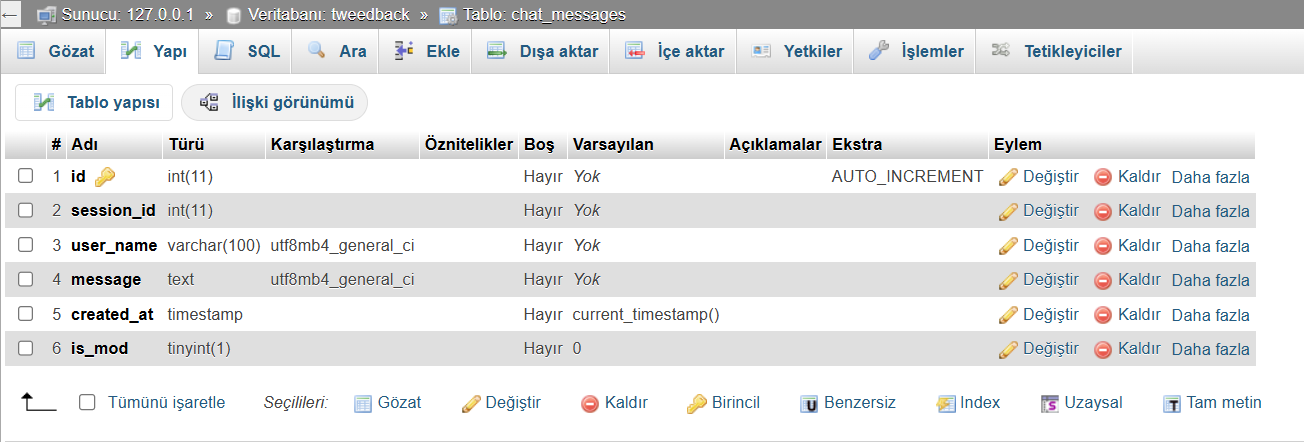 ← Sunucu: 127.0.0.1 » Veritabanı: tweedback » Tablo: chat_messages
Gözat Yapı SQL Ara Ekle Dışa aktar İçe aktar Yetkiler İşlemler Tetikleyiciler
Tablo yapısı İlişki görünümü
# Adı Türü Karşılaştırma Öznitelikler Boş Varsayılan Açıklamalar Ekstra Eylem
1 id int(11) Hayır Yok AUTO_INCREMENT Değiştir Kaldır Daha fazla
2 session_id int(11) Hayır Yok Değiştir Kaldır Daha fazla
3 user_name varchar(100) utf8mb4_general_ci Hayır Yok Değiştir Kaldır Daha fazla
4 message text utf8mb4_general_ci Hayır Yok Değiştir Kaldır Daha fazla
5 created_at timestamp Hayır current_timestamp() Değiştir Kaldır Daha fazla
6 is_mod tinyint(1) Hayır 0 Değiştir Kaldır Daha fazla
Tümünü işaretle Seçilileri: Gözat Değiştir Kaldır Birincil Benzersiz Index Uzaysal Tam metin